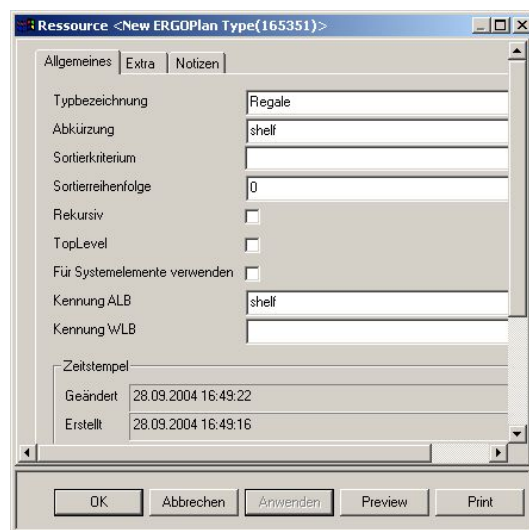 Ressource <New ERGOPlan Type(165351)>
Allgemeines Extra Notizen
Typbezeichnung Regale
Abkürzung shelf
Sortierkriterium
Sortierreihenfolge 0
Rekursiv
TopLevel
Für Systemelemente verwenden
Kennung ALB shelf
Kennung WLB
Zeitstempel
Geändert 28.09.2004 16:49:22
Erstellt 28.09.2004 16:49:16
OK Abbrechen Anwenden Preview Print